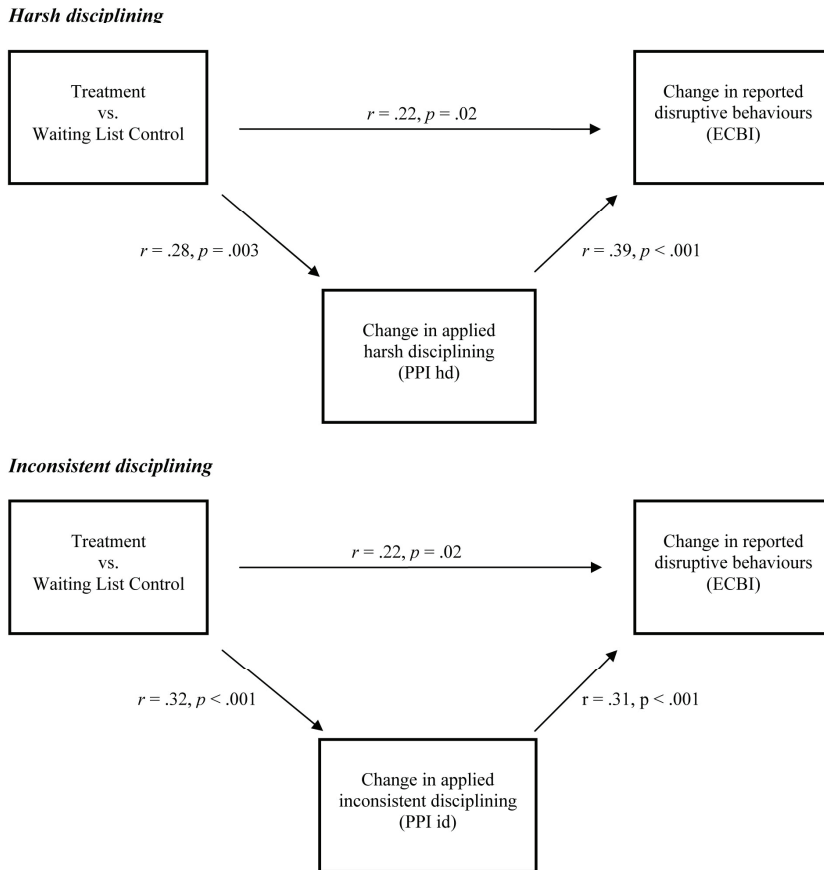 Harsh disciplining
Treatment
vs.
Waiting List Control
r = .22, p = .02
Change in reported
disruptive behaviours
(ECBI)
r = .28, p = .003
r = .39, p < .001
Change in applied
harsh disciplining
(PPI hd)
Inconsistent disciplining
Treatment
vs.
Waiting List Control
r = .22, p = .02
Change in reported
disruptive behaviours
(ECBI)
r = .32, p < .001
r = .31, p < .001
Change in applied
inconsistent disciplining
(PPI id)